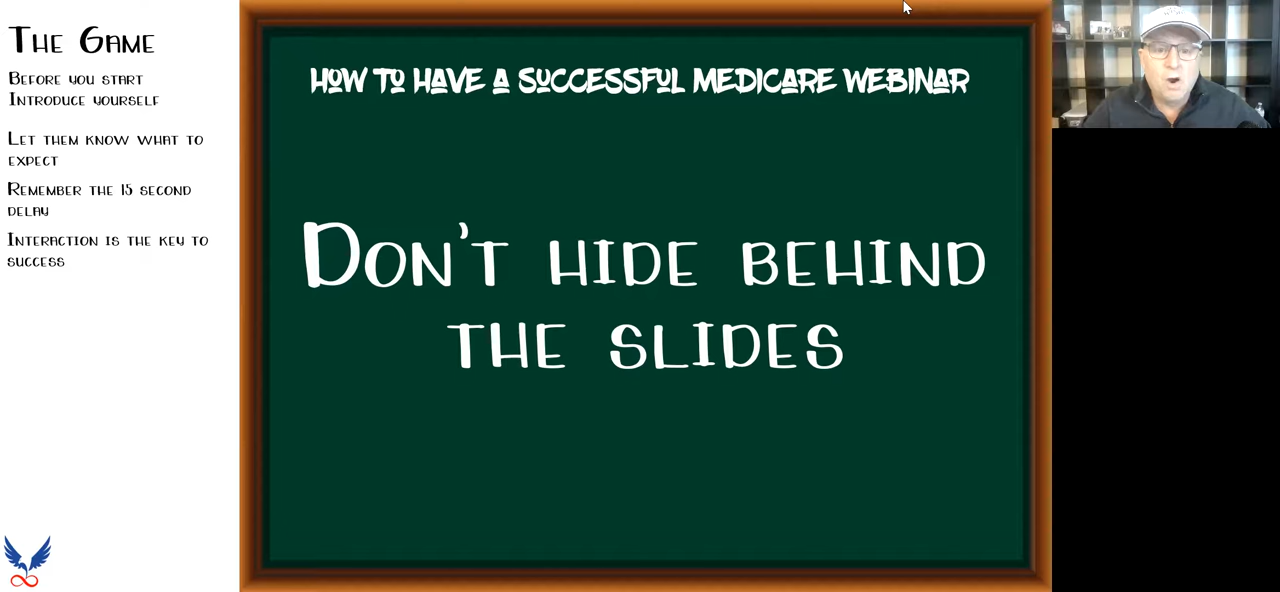 The Game
Before you start
Introduce yourself
Let them know what to
expect
Remember the 15 second
delay
Interaction is the key to
success
How to Have a Successful Medicare Webinar
Don't hide behind
the slides